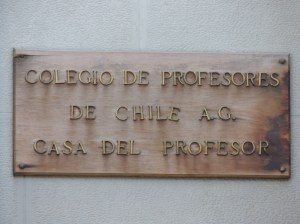 COLEGIO DE PROFESORES
DE CHILE A.G.
CASA DEL PROFESOR